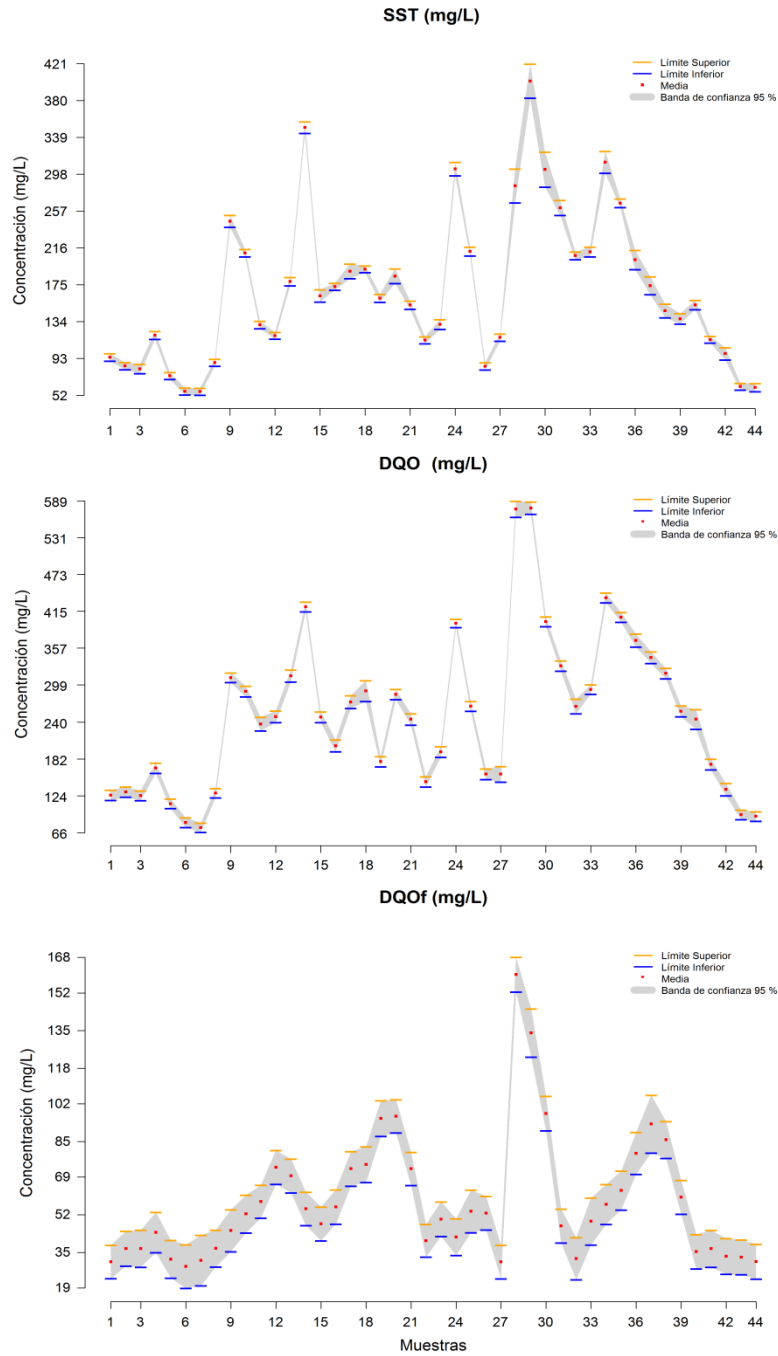 SST (mg/L)
Concentración (mg/L)
421
380
339
298
257
216
175
134
93
52
Límite Superior
Límite Inferior
Media
Banda de confianza 95 %
1 3 6 9 12 15 18 21 24 27 30 33 36 39 42 44
DQO (mg/L)
Concentración (mg/L)
589
531
473
415
357
299
240
182
124
66
Límite Superior
Límite Inferior
Media
Banda de confianza 95 %
1 3 6 9 12 15 18 21 24 27 30 33 36 39 42 44
DQOf (mg/L)
Concentración (mg/L)
168
152
135
118
102
85
69
52
35
19
Límite Superior
Límite Inferior
Media
Banda de confianza 95 %
1 3 6 9 12 15 18 21 24 27 30 33 36 39 42 44
Muestras